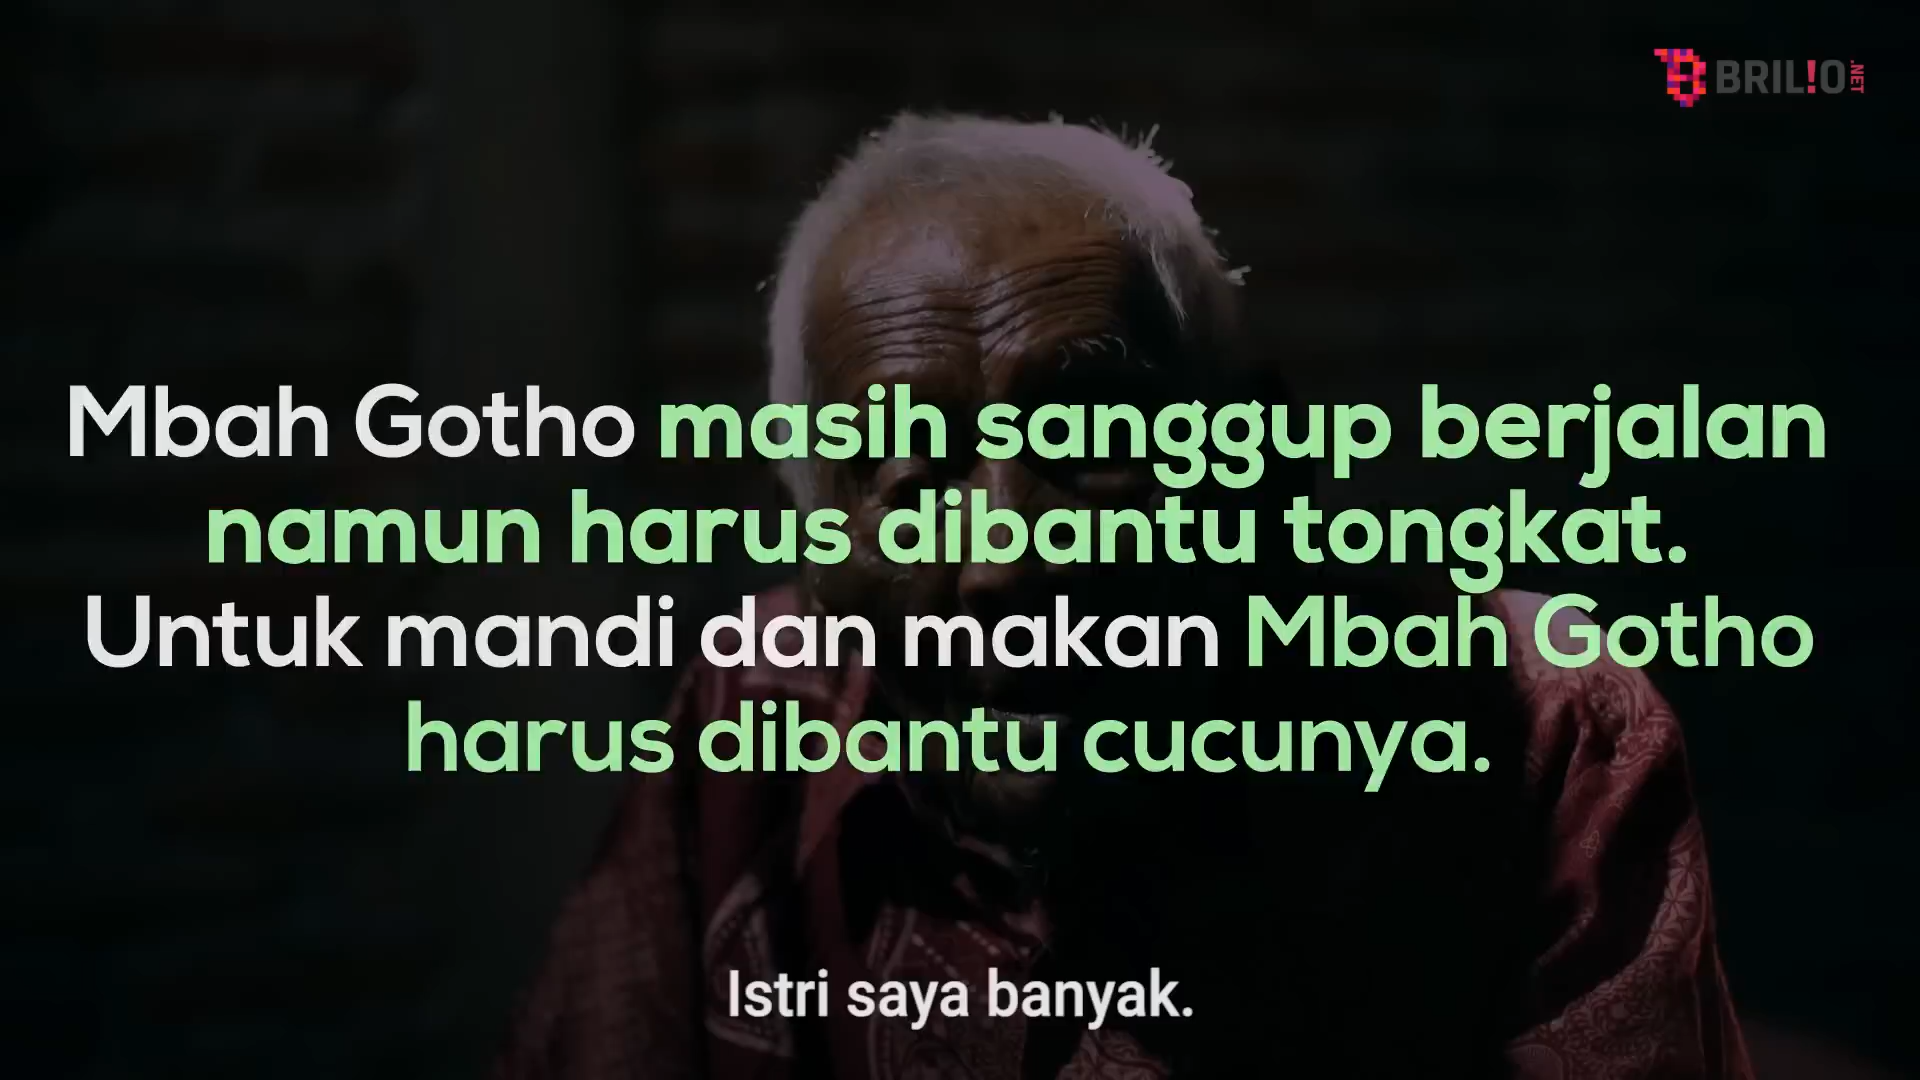 BRIL!O.NET
Mbah Gotho masih sanggup berjalan
namun harus dibantu tongkat.
Untuk mandi dan makan Mbah Gotho
harus dibantu cucunya.
Istri saya banyak.